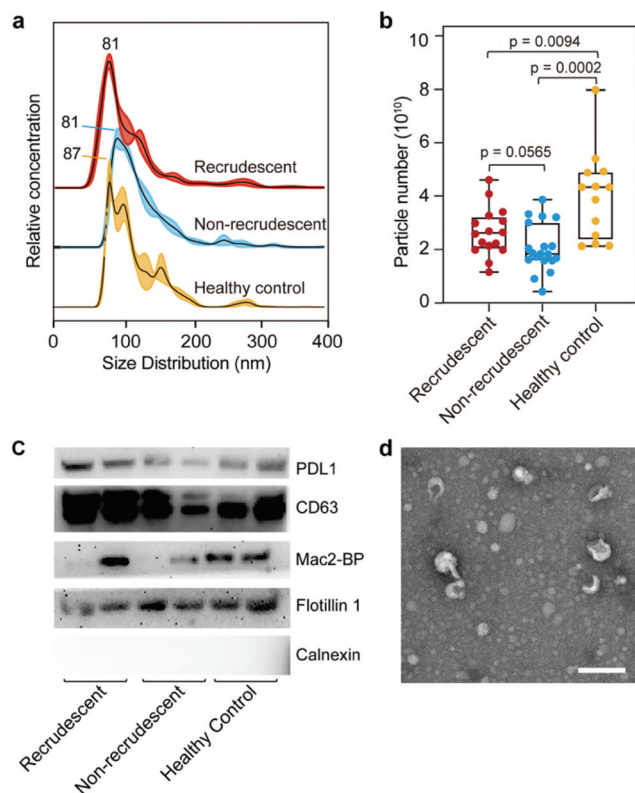 a
81
81
87
Relative concentration
Recrudescent
Non-recrudescent
Healthy control
0 100 200 300 400
Size Distribution (nm)
b
p = 0.0094
p = 0.0002
p = 0.0565
Particle number (10¹⁰)
10
8
6
4
2
0
Recrudescent
Non-recrudescent
Healthy control
c
PDL1
CD63
Mac2-BP
Flotillin 1
Calnexin
Recrudescent
Non-recrudescent
Healthy Control
d